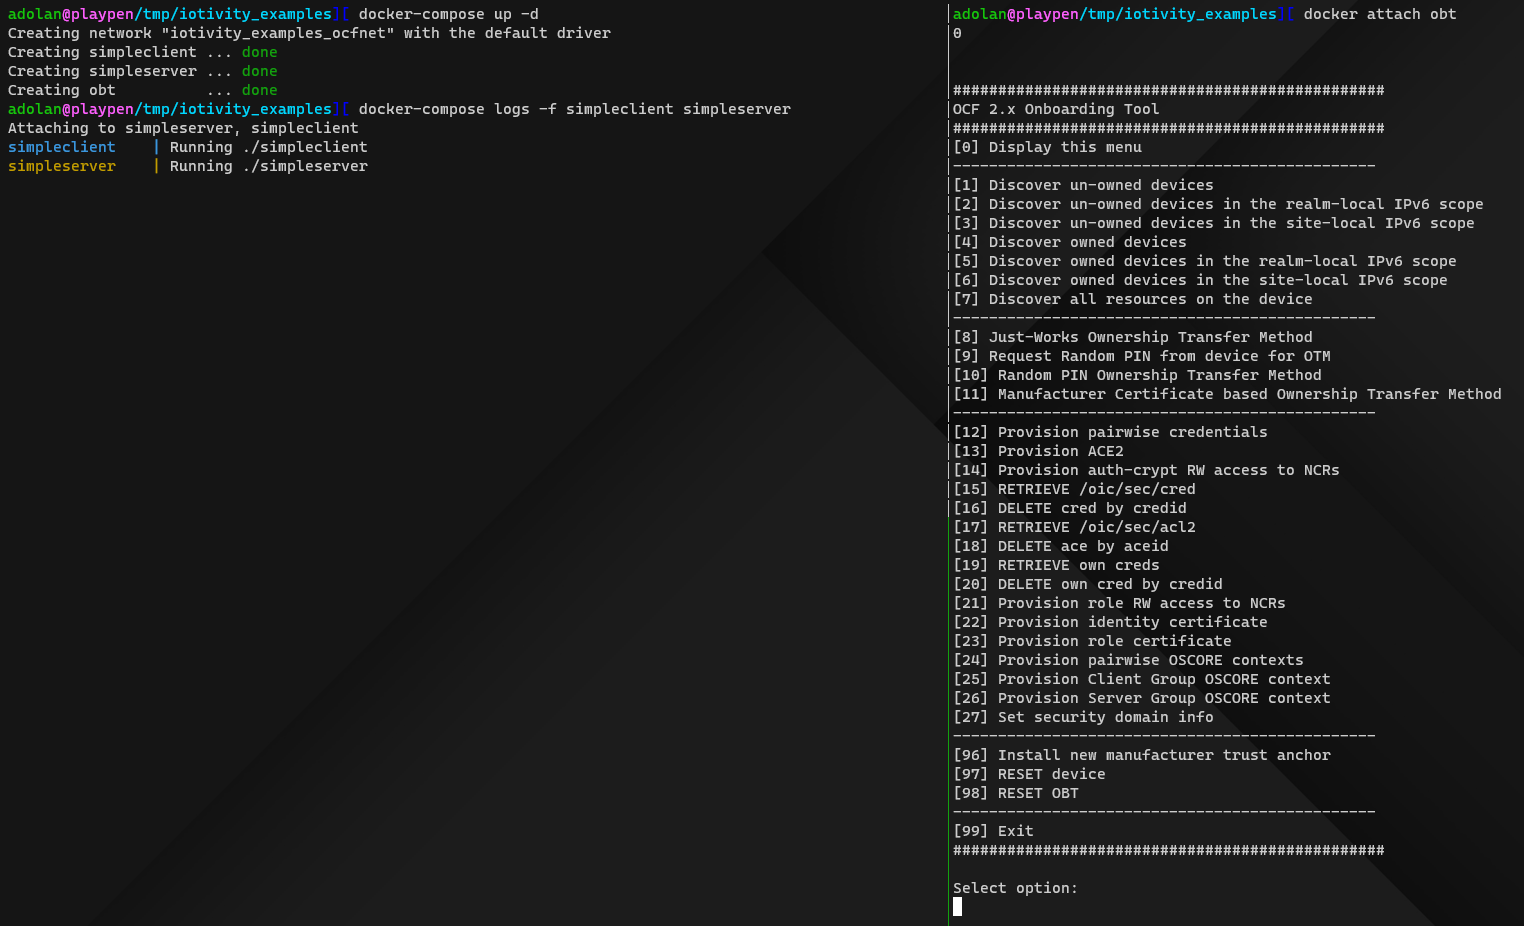 adolan@playpen/tmp/iotivity_examples][ docker-compose up -d
Creating network "iotivity_examples_ocfnet" with the default driver
Creating simpleclient ... done
Creating simpleserver ... done
Creating obt          ... done
adolan@playpen/tmp/iotivity_examples][ docker-compose logs -f simpleclient simpleserver
Attaching to simpleserver, simpleclient
simpleclient    | Running ./simpleclient
simpleserver    | Running ./simpleserver
adolan@playpen/tmp/iotivity_examples][ docker attach obt
0
################################################
OCF 2.x Onboarding Tool
################################################
[0] Display this menu
-----------------------------------------------
[1] Discover un-owned devices
[2] Discover un-owned devices in the realm-local IPv6 scope
[3] Discover un-owned devices in the site-local IPv6 scope
[4] Discover owned devices
[5] Discover owned devices in the realm-local IPv6 scope
[6] Discover owned devices in the site-local IPv6 scope
[7] Discover all resources on the device
-----------------------------------------------
[8] Just-Works Ownership Transfer Method
[9] Request Random PIN from device for OTM
[10] Random PIN Ownership Transfer Method
[11] Manufacturer Certificate based Ownership Transfer Method
-----------------------------------------------
[12] Provision pairwise credentials
[13] Provision ACE2
[14] Provision auth-crypt RW access to NCRs
[15] RETRIEVE /oic/sec/cred
[16] DELETE cred by credid
[17] RETRIEVE /oic/sec/acl2
[18] DELETE ace by aceid
[19] RETRIEVE own creds
[20] DELETE own cred by credid
[21] Provision role RW access to NCRs
[22] Provision identity certificate
[23] Provision role certificate
[24] Provision pairwise OSCORE contexts
[25] Provision Client Group OSCORE context
[26] Provision Server Group OSCORE context
[27] Set security domain info
-----------------------------------------------
[96] Install new manufacturer trust anchor
[97] RESET device
[98] RESET OBT
-----------------------------------------------
[99] Exit
################################################
Select option: